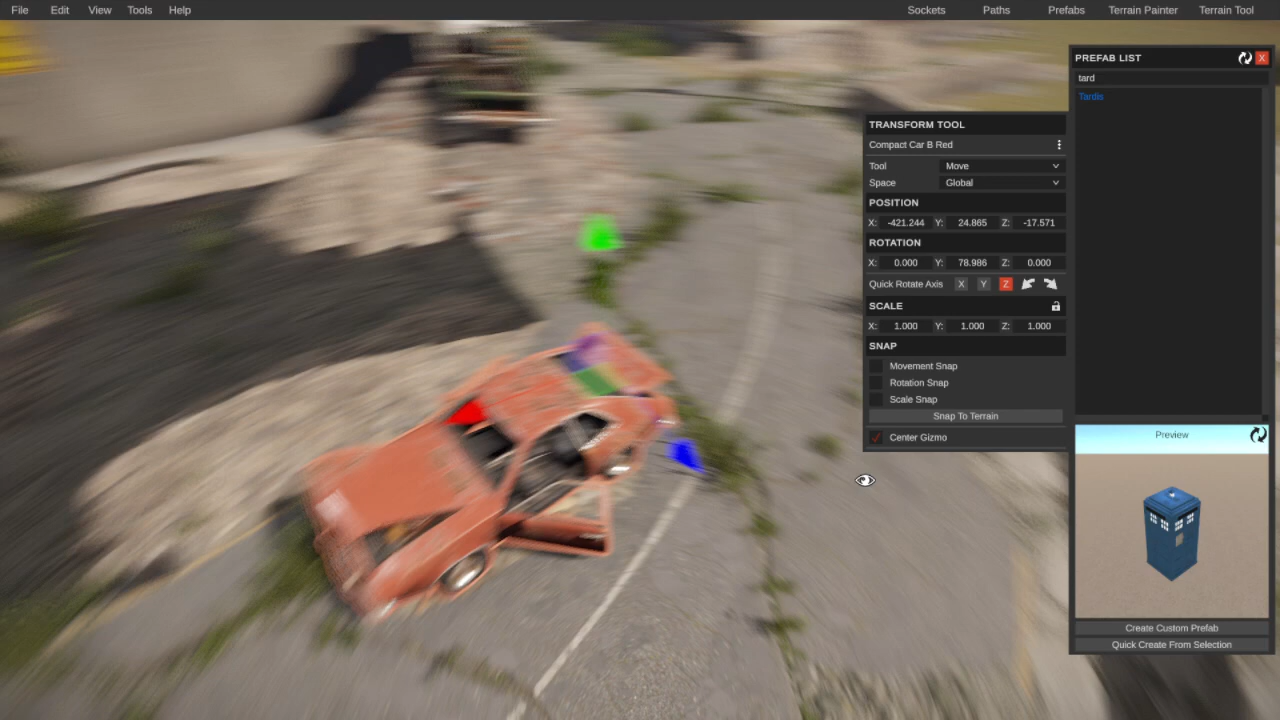 File Edit View Tools Help Sockets Paths Prefabs Terrain Painter Terrain Tool
PREFAB LIST X
tard
Tardis
TRANSFORM TOOL
Compact Car B Red
Tool Move
Space Global
POSITION
X: -421.244 Y: 24.865 Z: -17.571
ROTATION
X: 0.000 Y: 78.986 Z: 0.000
Quick Rotate Axis X Y Z
SCALE
X: 1.000 Y: 1.000 Z: 1.000
SNAP
Movement Snap
Rotation Snap
Scale Snap
Snap To Terrain
Center Gizmo
Preview
Create Custom Prefab
Quick Create From Selection